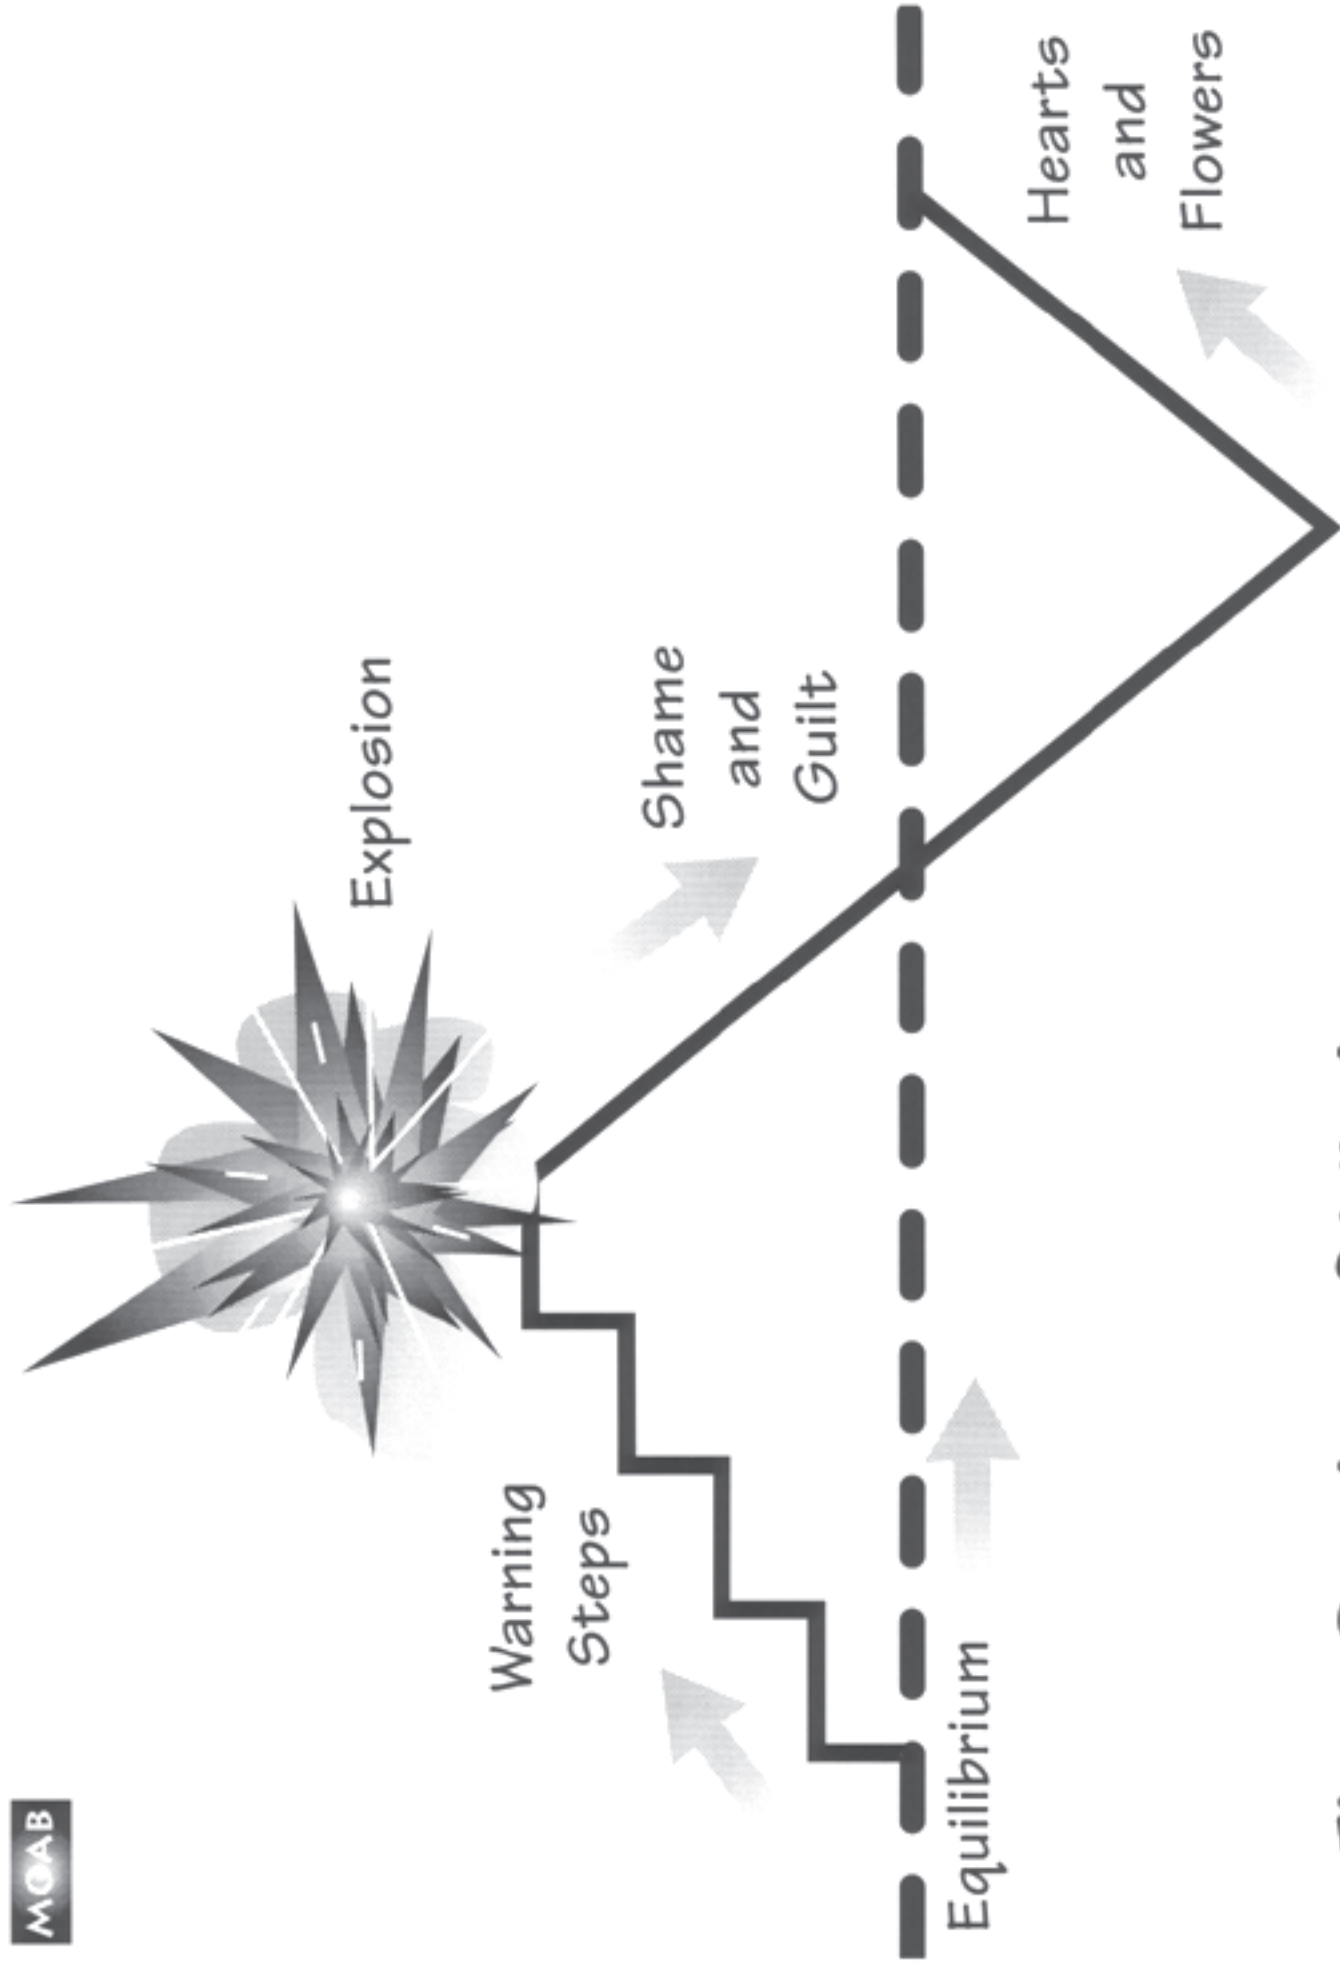 MOAB
Explosion
Warning
Steps
Shame
and
Guilt
Equilibrium
Hearts
and
Flowers